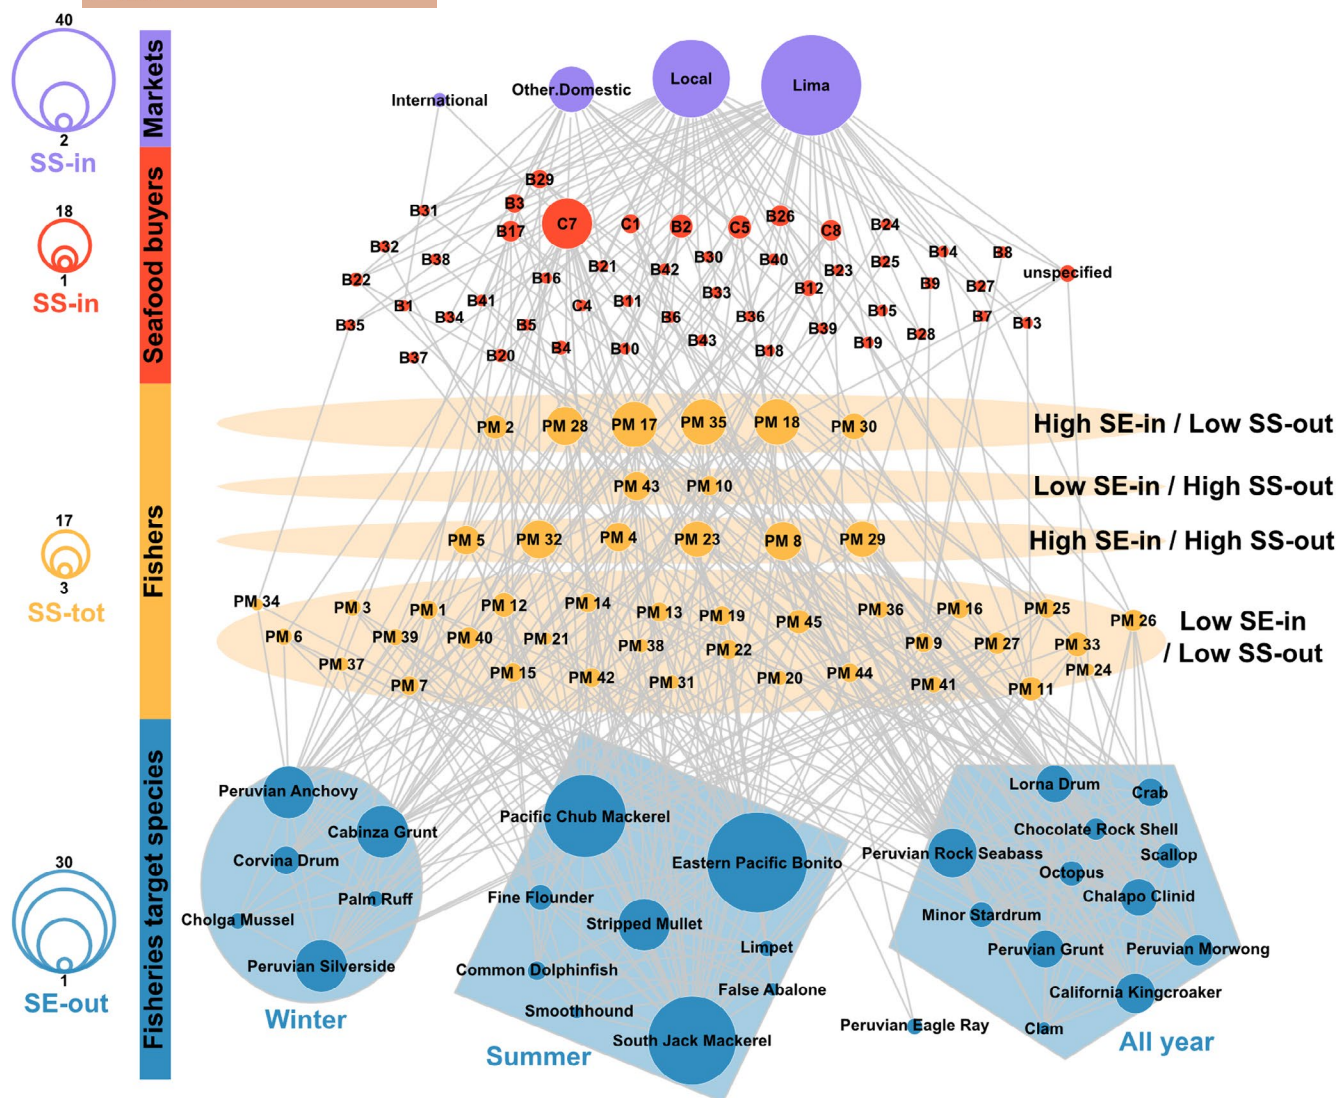 40
2
SS-in
Markets
International
Other.Domestic
Local
Lima
18
1
SS-in
Seafood buyers
B29
B31
B3
B17
C7
C1
B2
C5
B26
C8
B24
B32
B38
B21
B42
B30
B40
B23
B25
B14
B8
unspecified
B22
B16
B1
B41
C4
B11
B33
B12
B9
B27
B35
B34
B5
B6
B36
B39
B15
B28
B7
B13
B37
B20
B4
B10
B43
B18
B19
17
3
SS-tot
Fishers
PM 2
PM 28
PM 17
PM 35
PM 18
PM 30
High SE-in / Low SS-out
PM 43
PM 10
Low SE-in / High SS-out
PM 5
PM 32
PM 4
PM 23
PM 8
PM 29
High SE-in / High SS-out
PM 34
PM 3
PM 1
PM 12
PM 14
PM 13
PM 19
PM 45
PM 36
PM 16
PM 25
PM 26
Low SE-in
/ Low SS-out
PM 6
PM 39
PM 40
PM 21
PM 38
PM 22
PM 9
PM 27
PM 33
PM 37
PM 7
PM 15
PM 42
PM 31
PM 20
PM 44
PM 41
PM 11
PM 24
30
1
SE-out
Fisheries target species
Peruvian Anchovy
Cabinza Grunt
Corvina Drum
Palm Ruff
Cholga Mussel
Peruvian Silverside
Winter
Pacific Chub Mackerel
Eastern Pacific Bonito
Fine Flounder
Stripped Mullet
Limpet
Common Dolphinfish
False Abalone
Smoothhound
South Jack Mackerel
Summer
Peruvian Eagle Ray
Lorna Drum
Crab
Chocolate Rock Shell
Peruvian Rock Seabass
Scallop
Octopus
Chalapo Clinid
Minor Stardrum
Peruvian Grunt
Peruvian Morwong
California Kingcroaker
Clam
All year